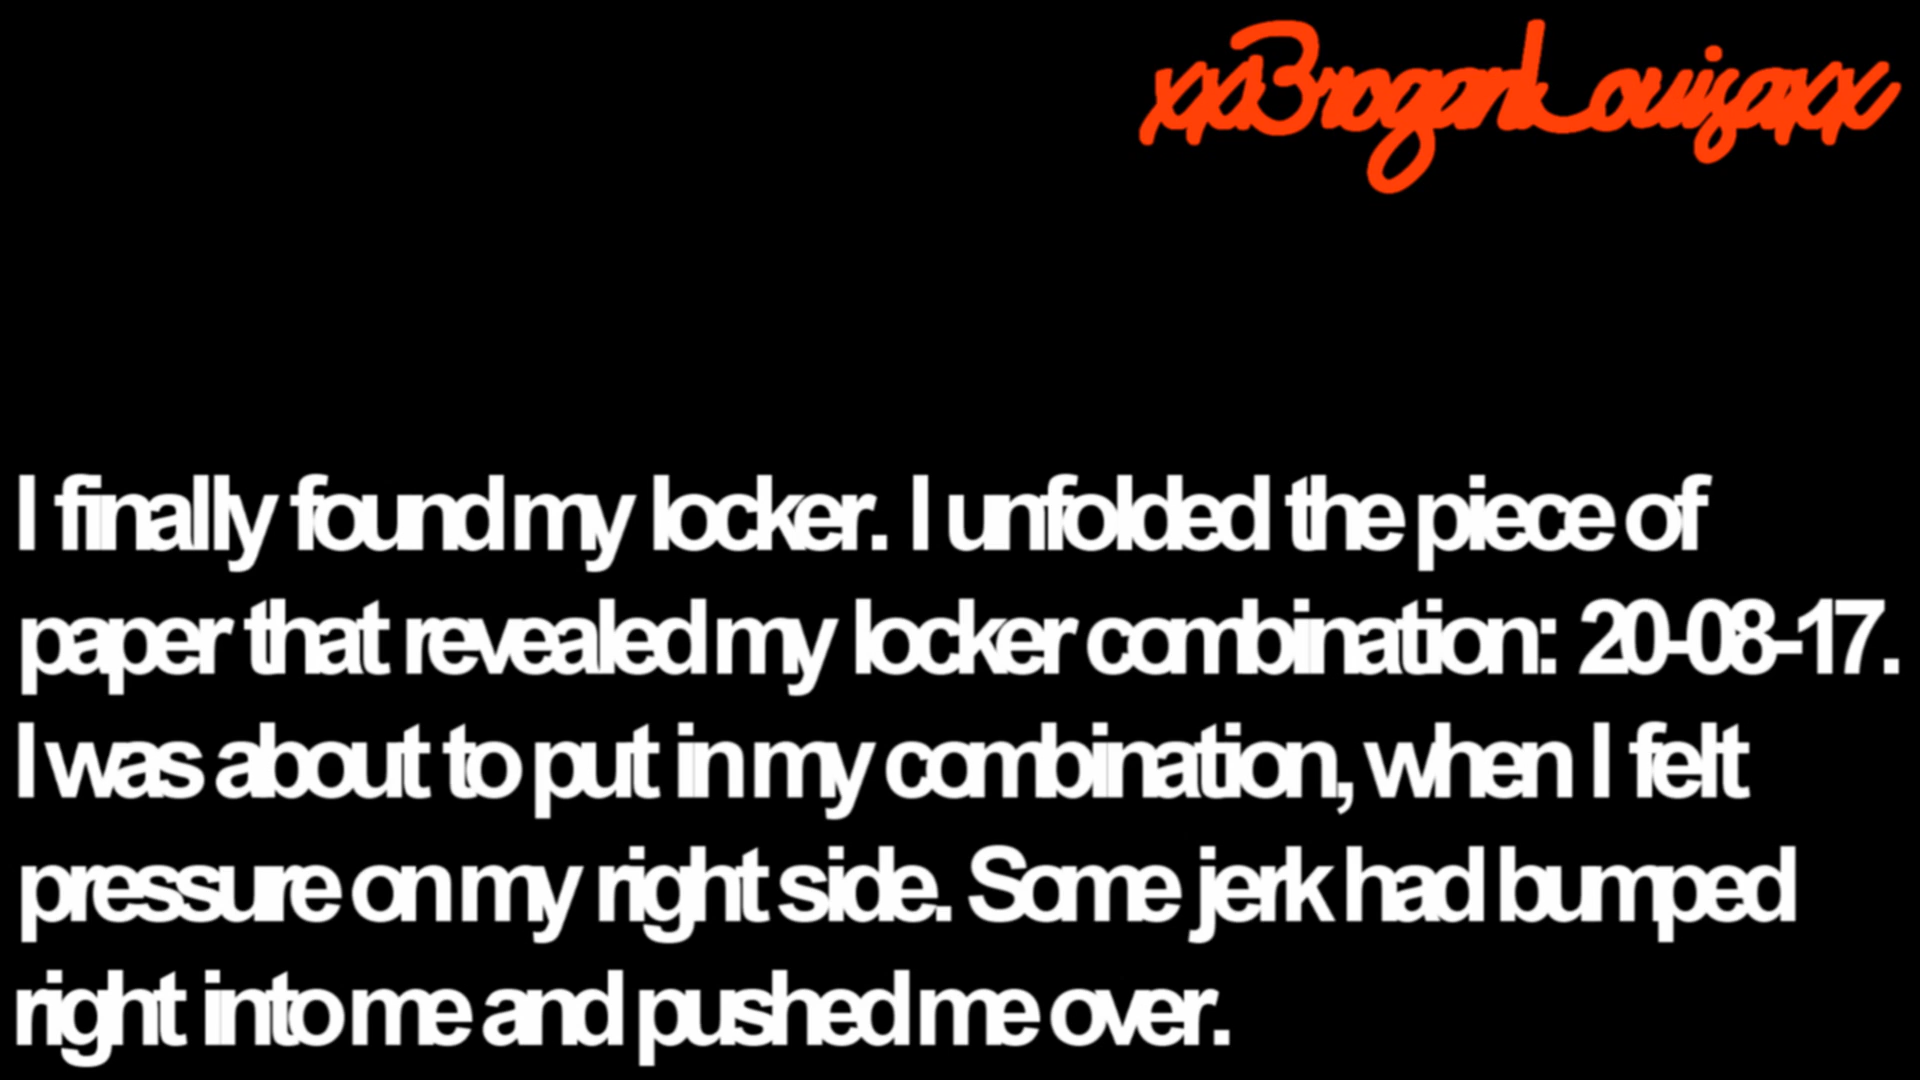 xxBroganLouisaxx
I finally found my locker. I unfolded the piece of
paper that revealed my locker combination: 20-08-17.
I was about to put in my combination, when I felt
pressure on my right side. Some jerk had bumped
right into me and pushed me over.